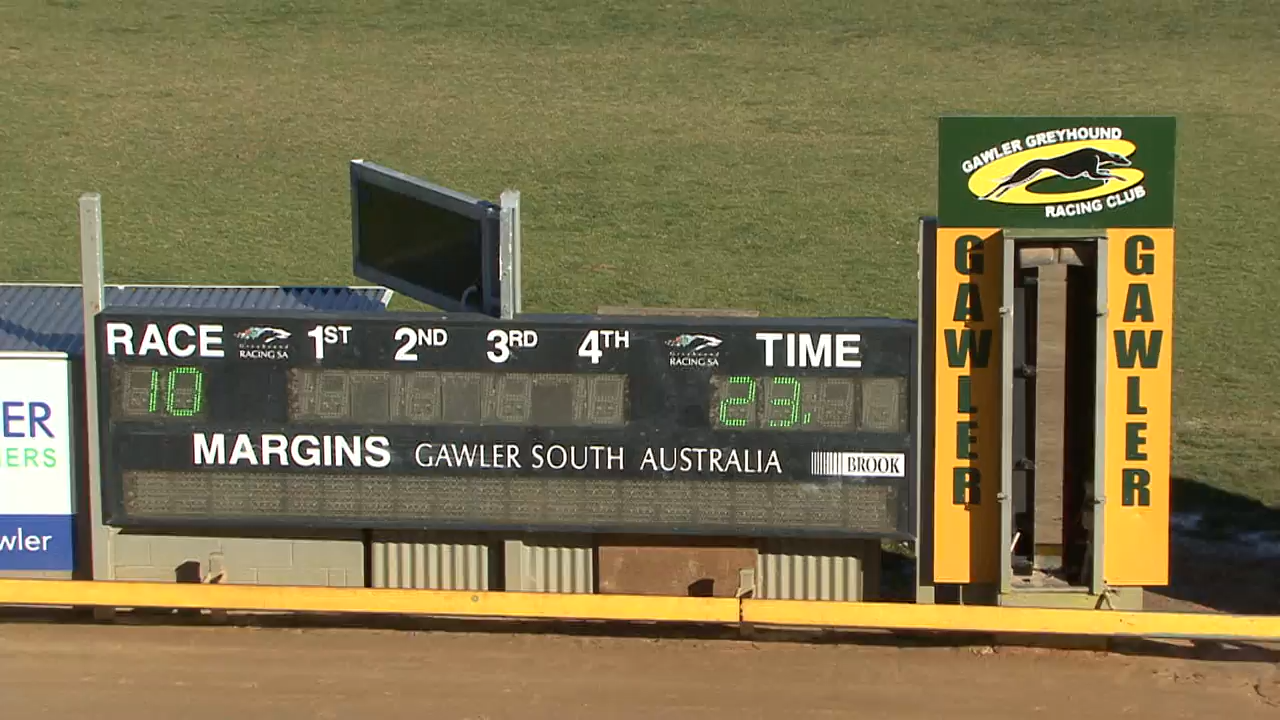 GAWLER GREYHOUND
RACING CLUB
GAWLER
GAWLER
RACE
Greyhound
RACING SA
1ST 2ND 3RD 4TH
Greyhound
RACING SA
TIME
10
23.
MARGINS GAWLER SOUTH AUSTRALIA BROOK
ER
ERS
wler